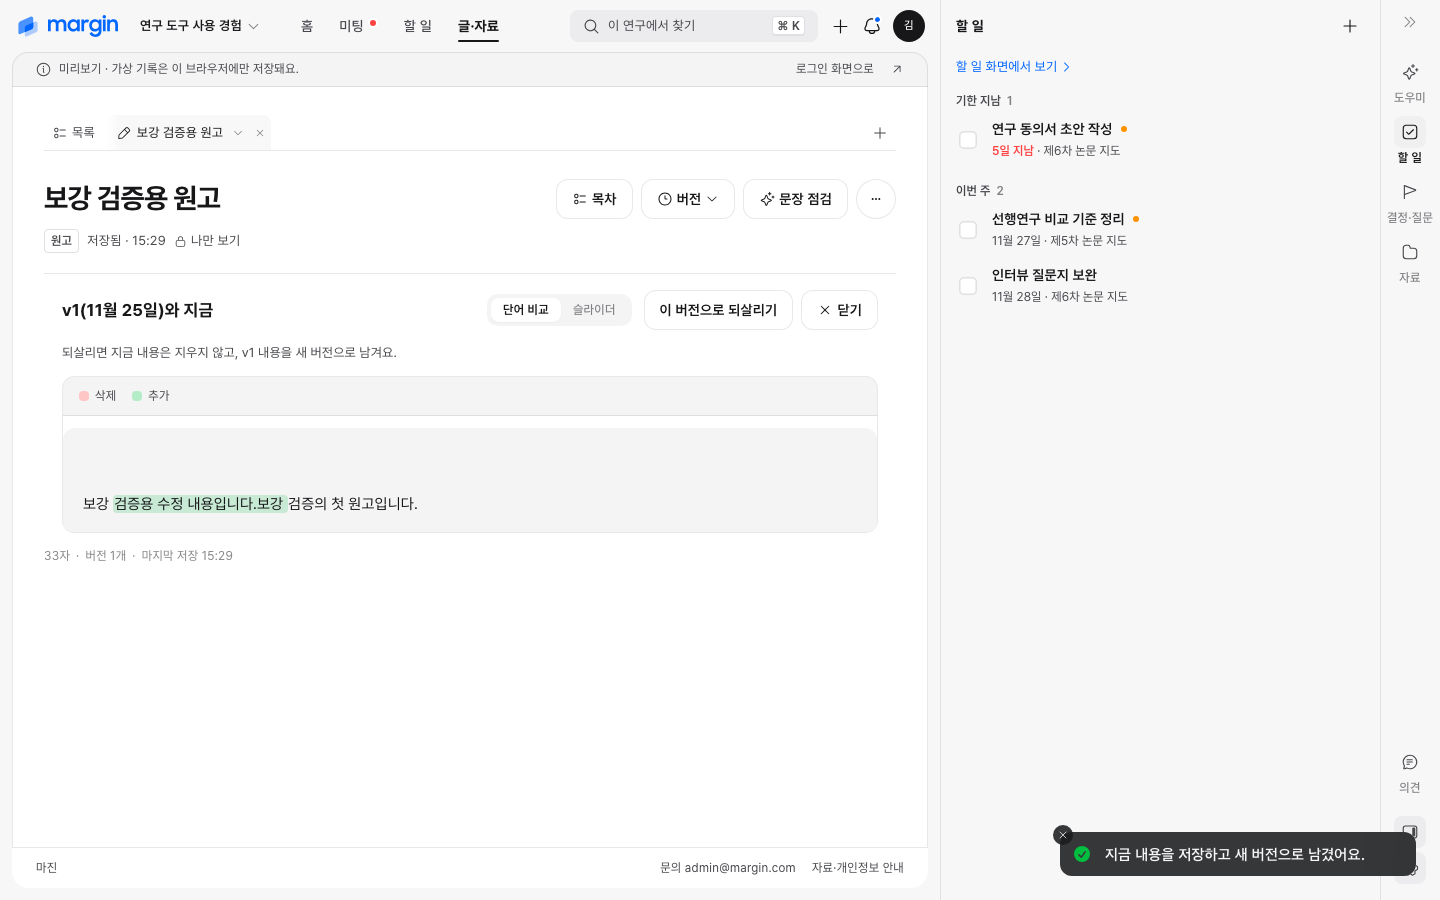 margin
연구 도구 사용 경험
홈
미팅
할 일
글·자료
이 연구에서 찾기
⌘ K
김
미리보기 · 가상 기록은 이 브라우저에만 저장돼요.
로그인 화면으로
목록
보강 검증용 원고
보강 검증용 원고
목차
버전
문장 점검
원고
저장됨 · 15:29
나만 보기
v1(11월 25일)와 지금
단어 비교
슬라이더
이 버전으로 되살리기
닫기
되살리면 지금 내용은 지우지 않고, v1 내용을 새 버전으로 남겨요.
삭제
추가
보강 검증용 수정 내용입니다.보강 검증의 첫 원고입니다.
33자 · 버전 1개 · 마지막 저장 15:29
마진
문의 admin@margin.com
자료·개인정보 안내
할 일
할 일 화면에서 보기
기한 지남 1
연구 동의서 초안 작성
5일 지남 · 제6차 논문 지도
이번 주 2
선행연구 비교 기준 정리
11월 27일 · 제5차 논문 지도
인터뷰 질문지 보완
11월 28일 · 제6차 논문 지도
도우미
할 일
결정·질문
자료
의견
지금 내용을 저장하고 새 버전으로 남겼어요.